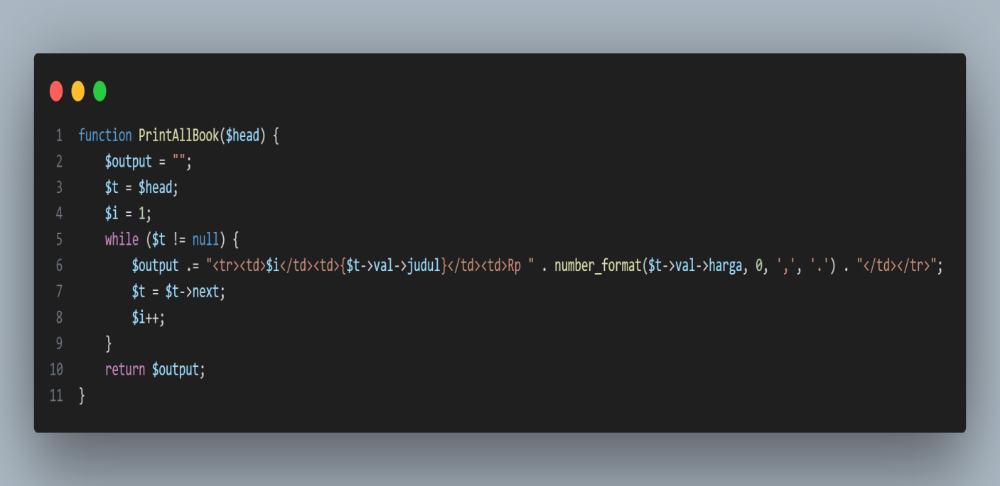 1 function PrintAllBook($head) {
2     $output = "";
3     $t = $head;
4     $i = 1;
5     while ($t != null) {
6         $output .= "<tr><td>$i</td><td>{$t->val->judul}</td><td>Rp " . number_format($t->val->harga, 0, ',', '.') . "</td></tr>";
7         $t = $t->next;
8         $i++;
9     }
10     return $output;
11 }